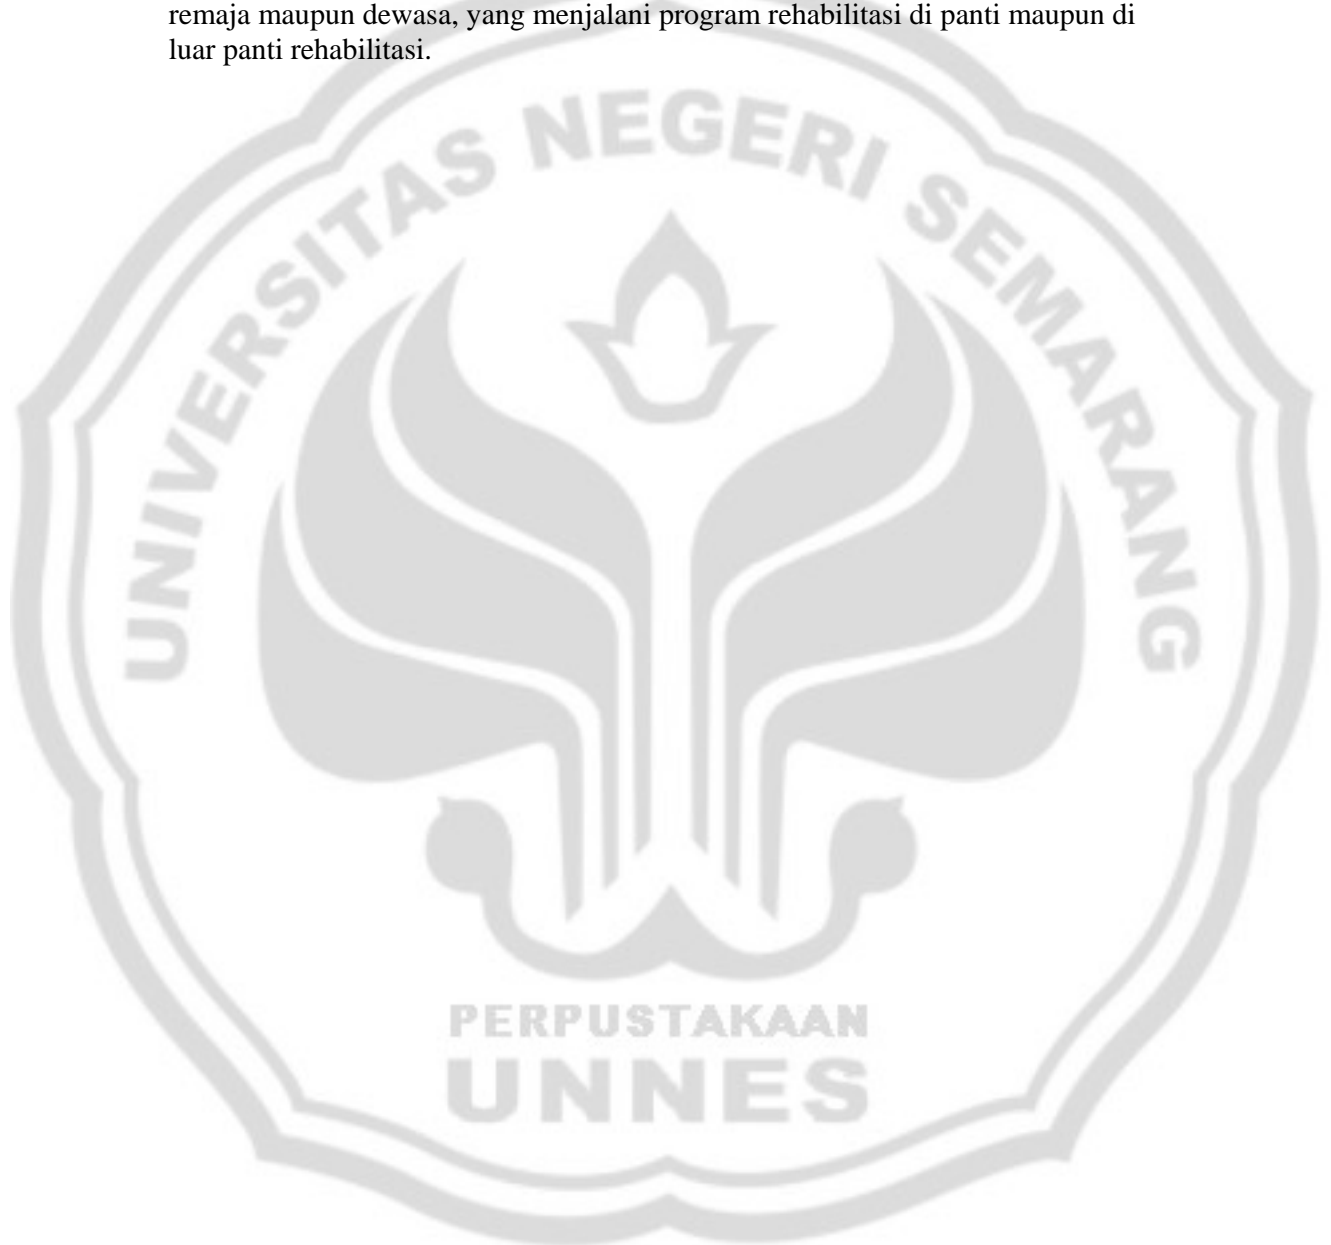 remaja maupun dewasa, yang menjalani program rehabilitasi di panti maupun di
luar panti rehabilitasi.
UNIVERSITAS NEGERI SEMARANG
PERPUSTAKAAN
UNNES